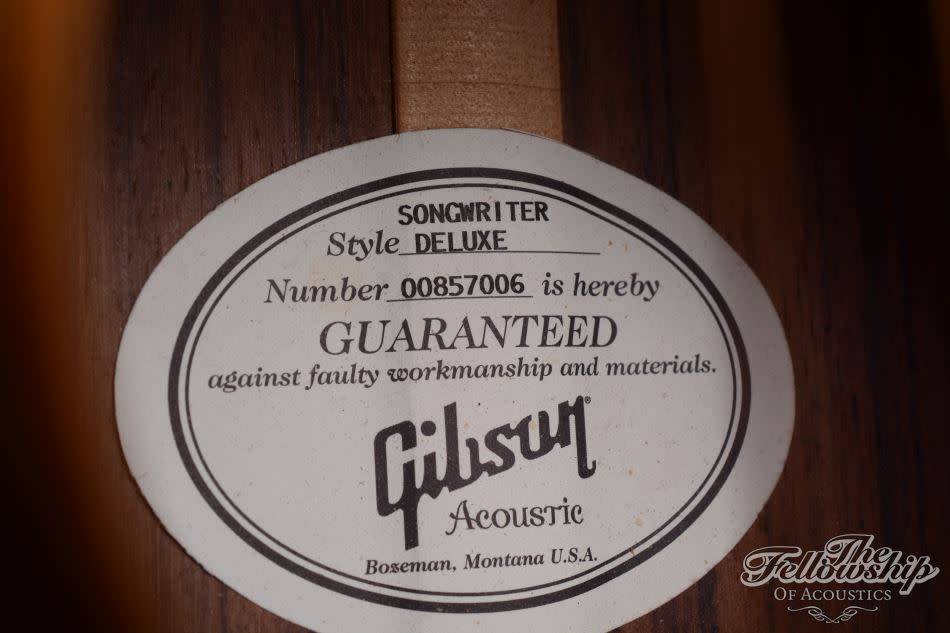 SONGWRITER
Style DELUXE
Number 00857006 is hereby
GUARANTEED
against faulty workmanship and materials.
Gibson®
Acoustic
Bozeman, Montana U.S.A.
The
Fellowship
OF ACOUSTICS